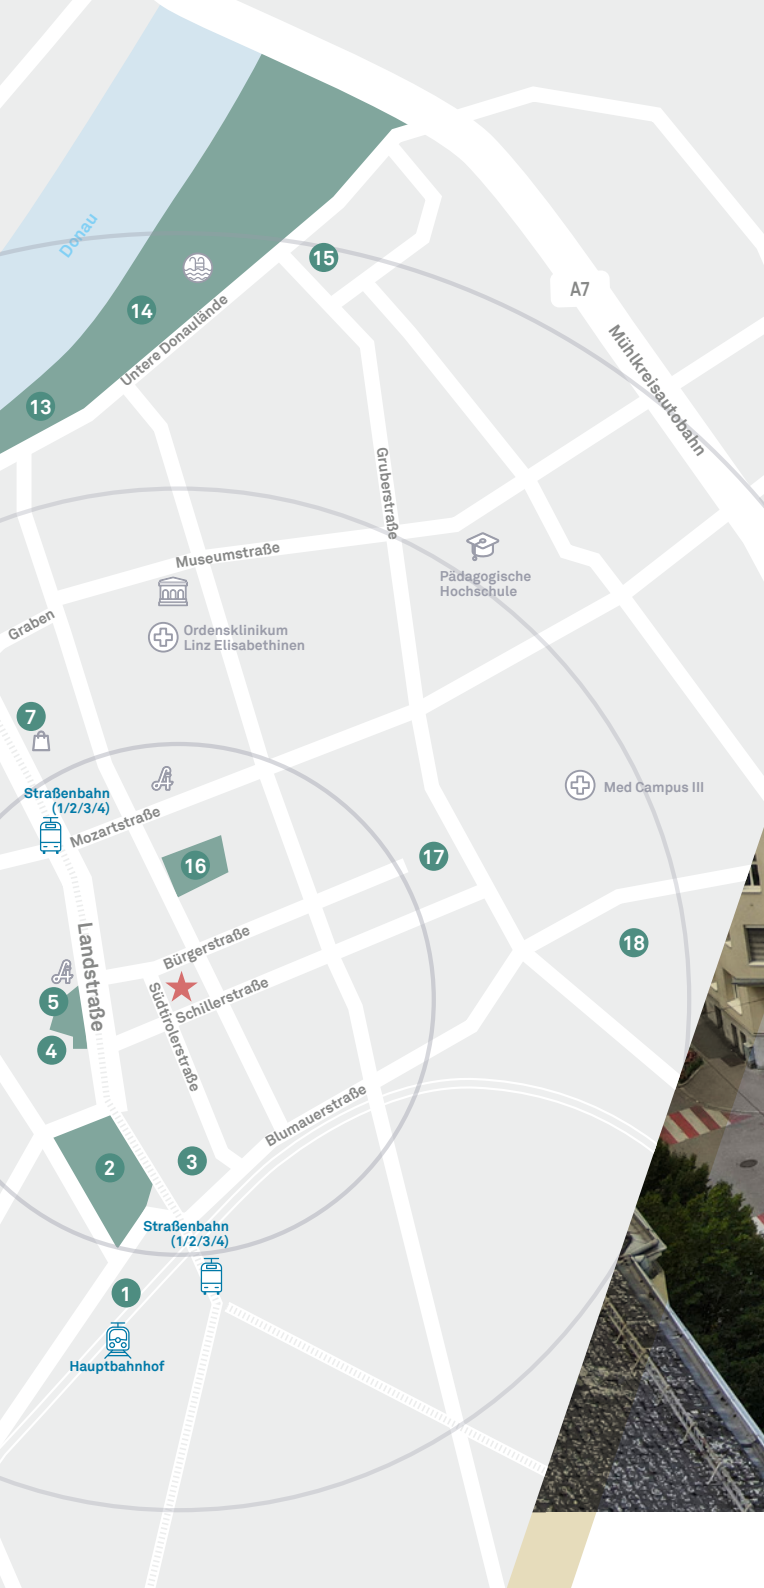 Donau
15
A7
14
Untere Donaulände
Mühlkreisautobahn
13
Gruberstraße
Museumstraße
Pädagogische
Hochschule
Graben
Ordensklinikum
Linz Elisabethinen
7
Straßenbahn
(1/2/3/4)
Med Campus III
Mozartstraße
16
17
Landstraße
Bürgerstraße
18
5
Südtirolerstraße
Schillerstraße
4
Blumauerstraße
2
3
Straßenbahn
(1/2/3/4)
1
Hauptbahnhof